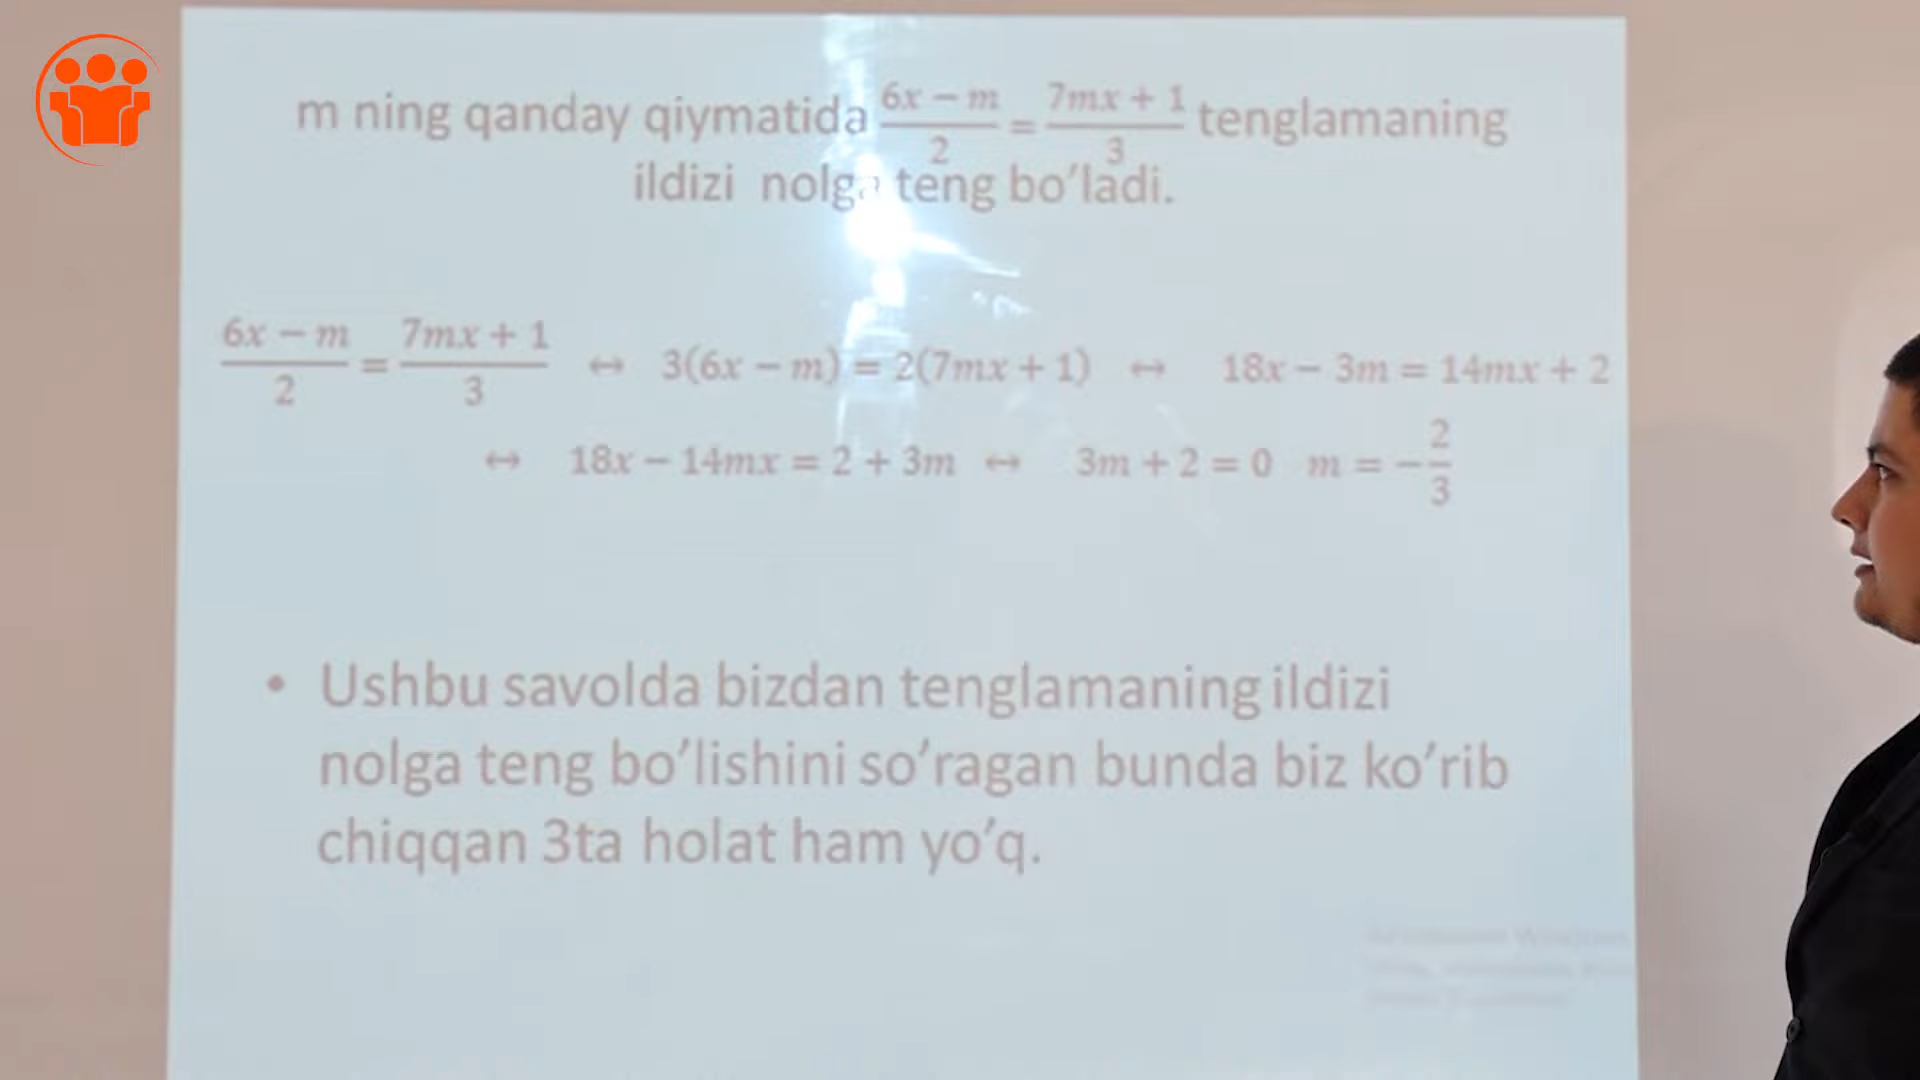 m ning qanday qiymatida (6x − m)/2 = (7mx + 1)/3 tenglamaning
ildizi nolga teng bo’ladi.
(6x − m)/2 = (7mx + 1)/3 ↔ 3(6x − m) = 2(7mx + 1) ↔ 18x − 3m = 14mx + 2
↔ 18x − 14mx = 2 + 3m ↔ 3m + 2 = 0 m = −2/3
• Ushbu savolda bizdan tenglamaning ildizi
nolga teng bo’lishini so’ragan bunda biz ko’rib
chiqqan 3ta holat ham yo’q.